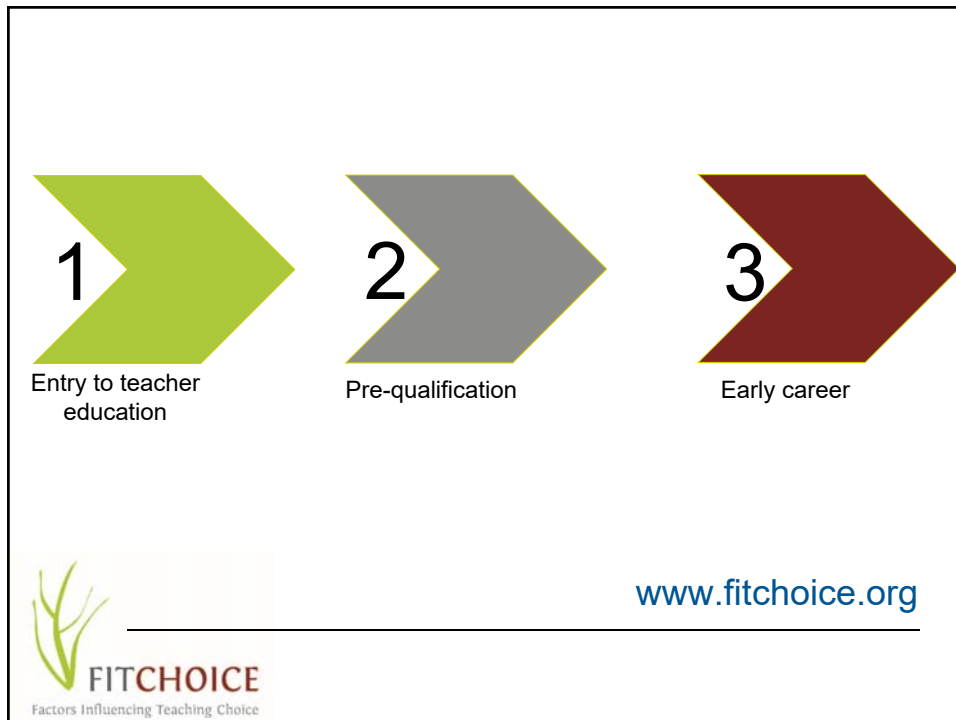 1
2
3
Entry to teacher
education
Pre-qualification
Early career
www.fitchoice.org
FITCHOICE
Factors Influencing Teaching Choice